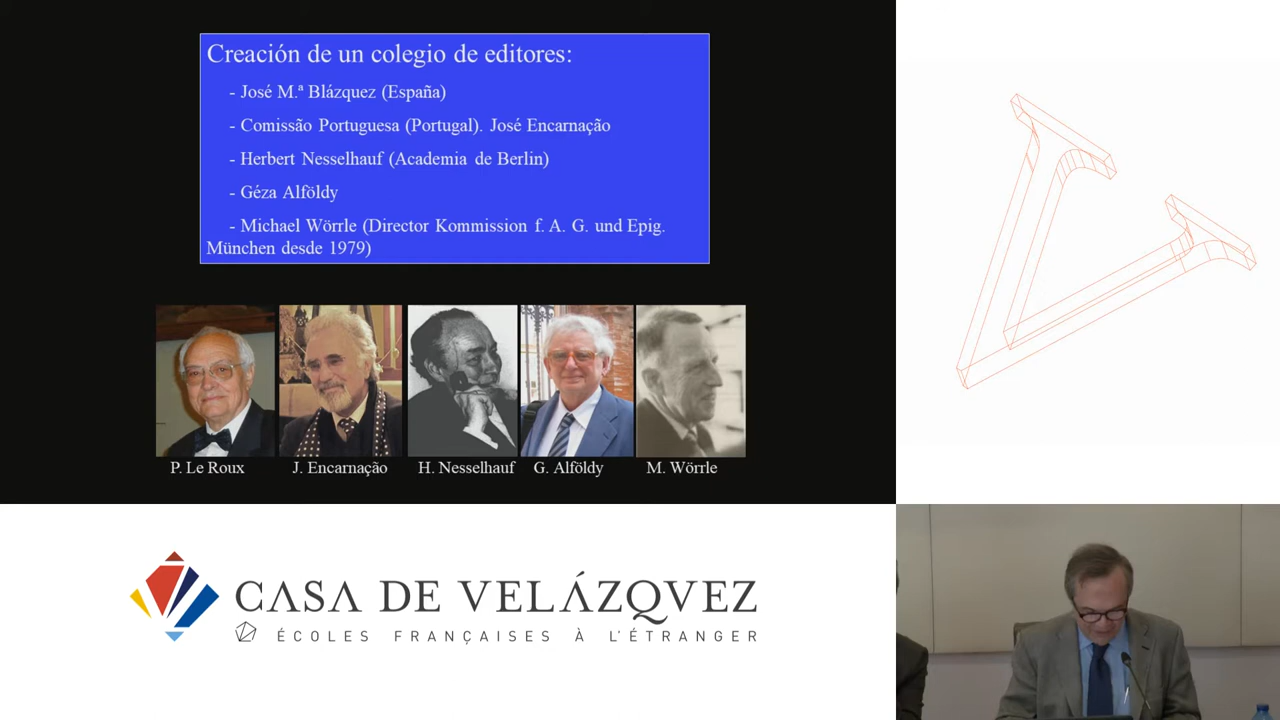 Creación de un colegio de editores:
- José M.ª Blázquez (España)
- Comissão Portuguesa (Portugal). José Encarnação
- Herbert Nesselhauf (Academia de Berlin)
- Géza Alföldy
- Michael Wörrle (Director Kommission f. A. G. und Epig.
München desde 1979)
P. Le Roux
J. Encarnação
H. Nesselhauf
G. Alföldy
M. Wörrle
CASA DE VELÁZQVEZ
ÉCOLES FRANÇAISES À L'ÉTRANGER